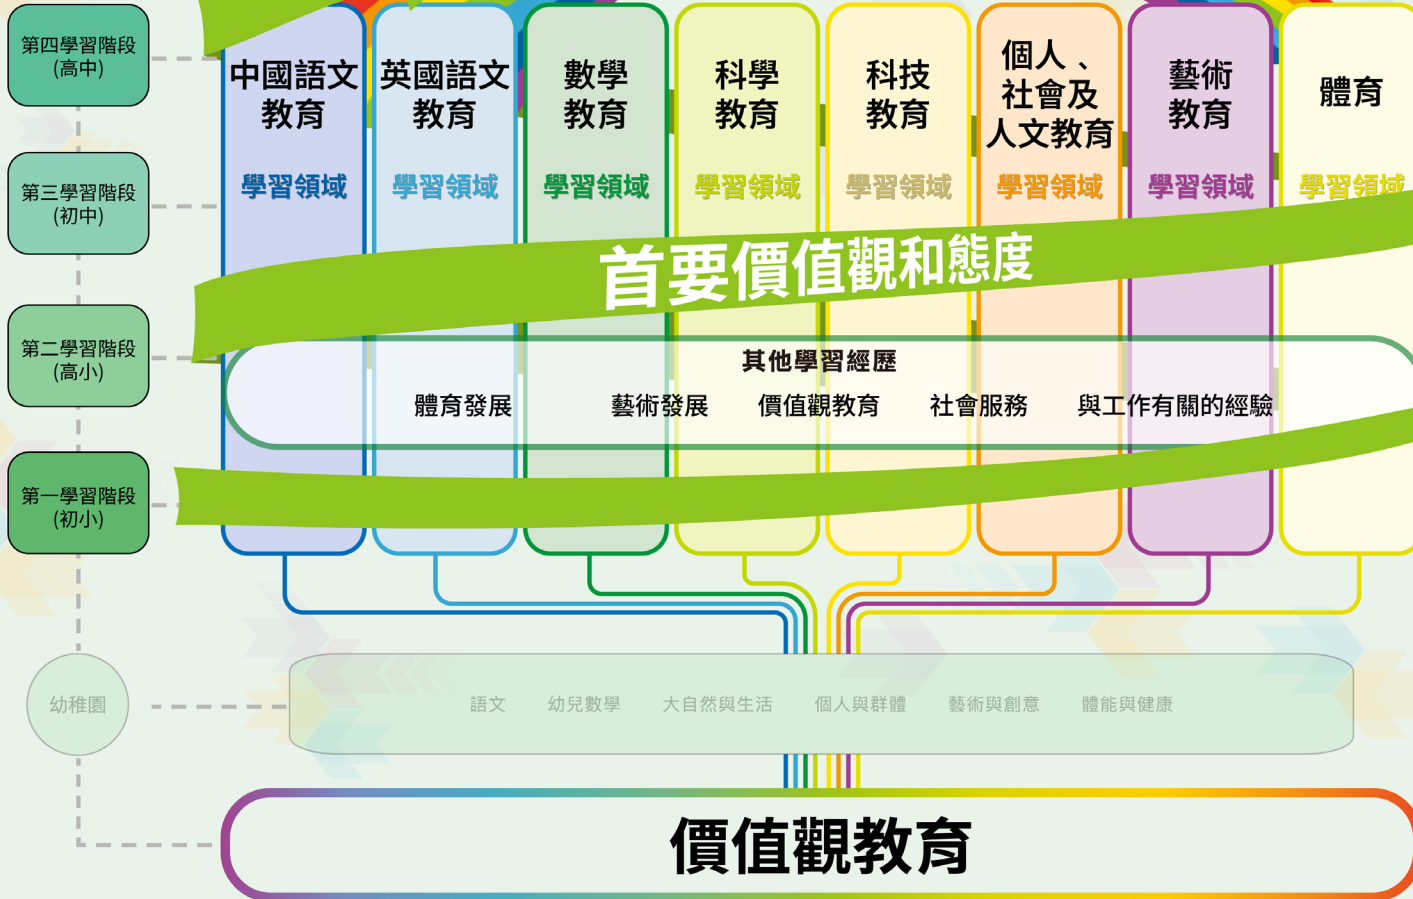 第四學習階段
(高中)
第三學習階段
(初中)
第二學習階段
(高小)
第一學習階段
(初小)
幼稚園
中國語文
教育
學習領域
英國語文
教育
學習領域
數學
教育
學習領域
科學
教育
學習領域
科技
教育
學習領域
個人、
社會及
人文教育
學習領域
藝術
教育
學習領域
體育
學習領域
首要價值觀和態度
其他學習經歷
體育發展 藝術發展 價值觀教育 社會服務 與工作有關的經驗
語文 幼兒數學 大自然與生活 個人與群體 藝術與創意 體能與健康
價值觀教育